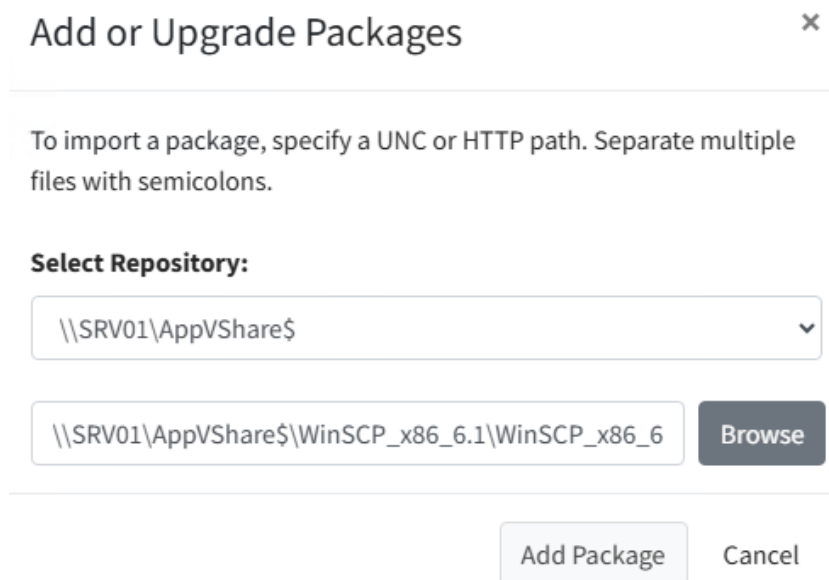 Add or Upgrade Packages
×
To import a package, specify a UNC or HTTP path. Separate multiple
files with semicolons.
Select Repository:
\\SRV01\AppVShare$
\\SRV01\AppVShare$\WinSCP_x86_6.1\WinSCP_x86_6
Browse
Add Package
Cancel